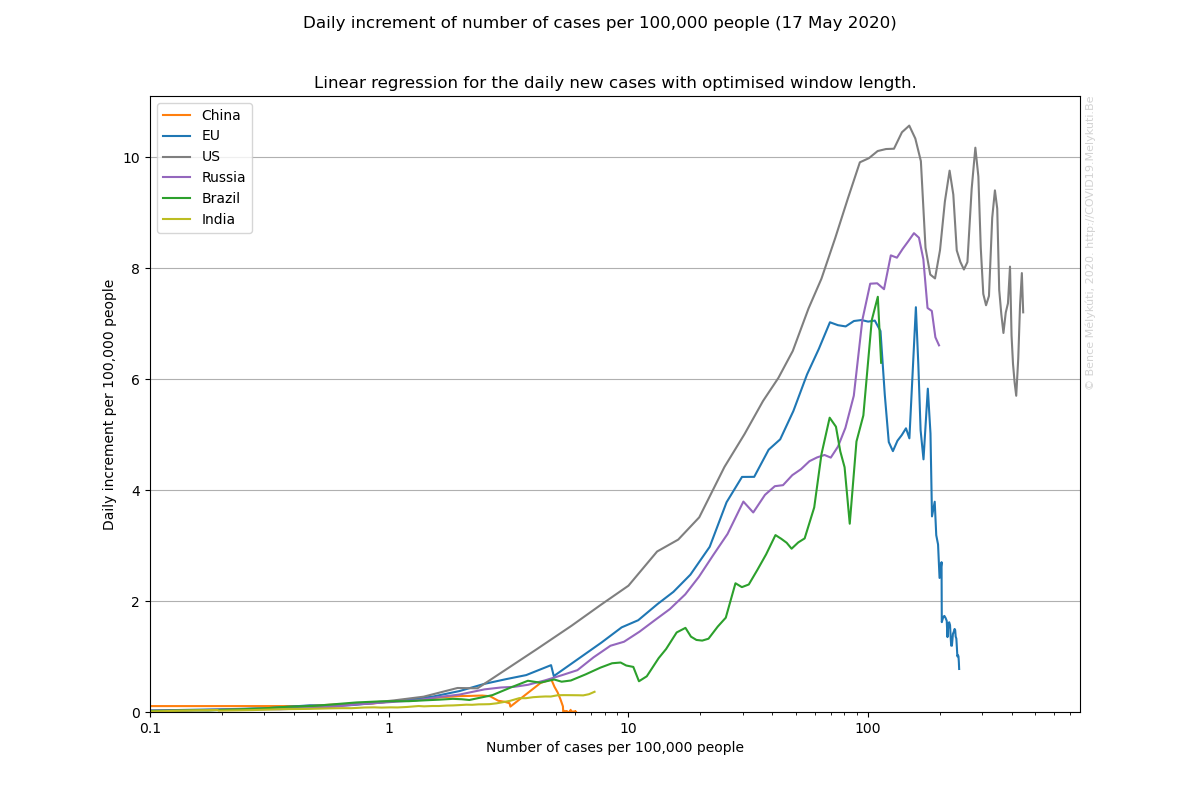 Daily increment of number of cases per 100,000 people (17 May 2020)
Linear regression for the daily new cases with optimised window length.
China
EU
US
Russia
Brazil
India
10
8
6
4
2
0
Daily increment per 100,000 people
0.1
1
10
100
Number of cases per 100,000 people
© Bence Mélykúti, 2020. http://COVID19.Melykuti.Be